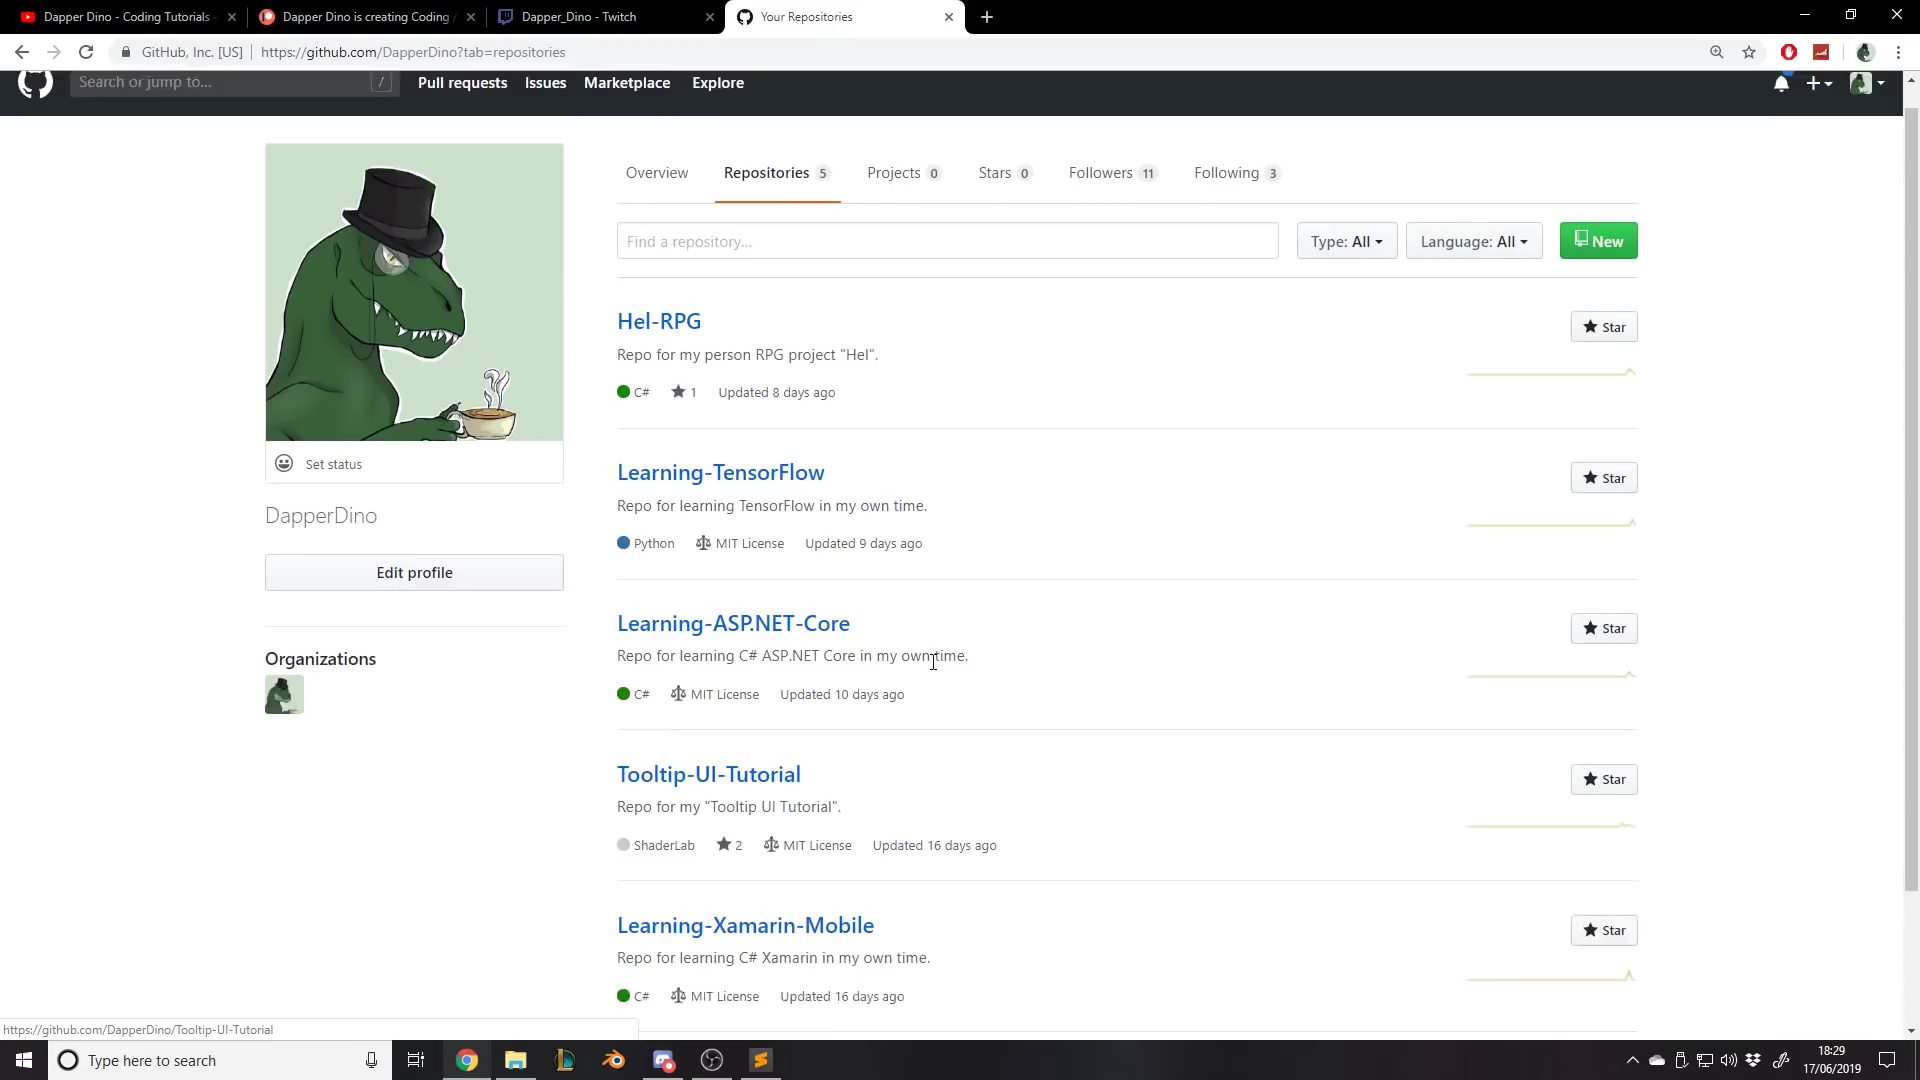 Dapper Dino - Coding Tutorials
Dapper Dino is creating Coding
Dapper_Dino - Twitch
Your Repositories
GitHub, Inc. [US]
https://github.com/DapperDino?tab=repositories
Search or jump to...
/
Pull requests
Issues
Marketplace
Explore
Overview
Repositories 5
Projects 0
Stars 0
Followers 11
Following 3
Find a repository...
Type: All
Language: All
New
Set status
DapperDino
Edit profile
Organizations
Hel-RPG
Star
Repo for my person RPG project "Hel".
C# 1 Updated 8 days ago
Learning-TensorFlow
Star
Repo for learning TensorFlow in my own time.
Python MIT License Updated 9 days ago
Learning-ASP.NET-Core
Star
Repo for learning C# ASP.NET Core in my own time.
C# MIT License Updated 10 days ago
Tooltip-UI-Tutorial
Star
Repo for my "Tooltip UI Tutorial".
ShaderLab 2 MIT License Updated 16 days ago
Learning-Xamarin-Mobile
Star
Repo for learning C# Xamarin in my own time.
C# MIT License Updated 16 days ago
https://github.com/DapperDino/Tooltip-UI-Tutorial
Type here to search
18:29
17/06/2019